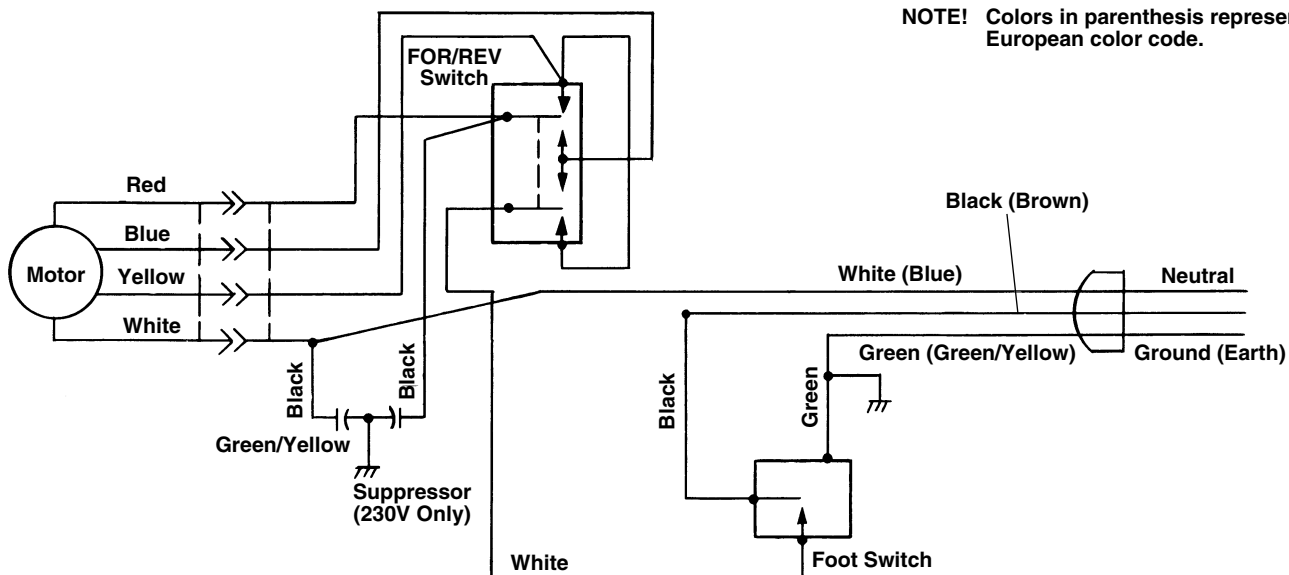 NOTE! Colors in parenthesis represe
European color code.
FOR/REV
Switch
Red
Blue
Motor
Yellow
White
Black (Brown)
White (Blue)
Neutral
Green (Green/Yellow)
Ground (Earth)
Black
Black
Black
Green
Green/Yellow
Suppressor
(230V Only)
White
Foot Switch